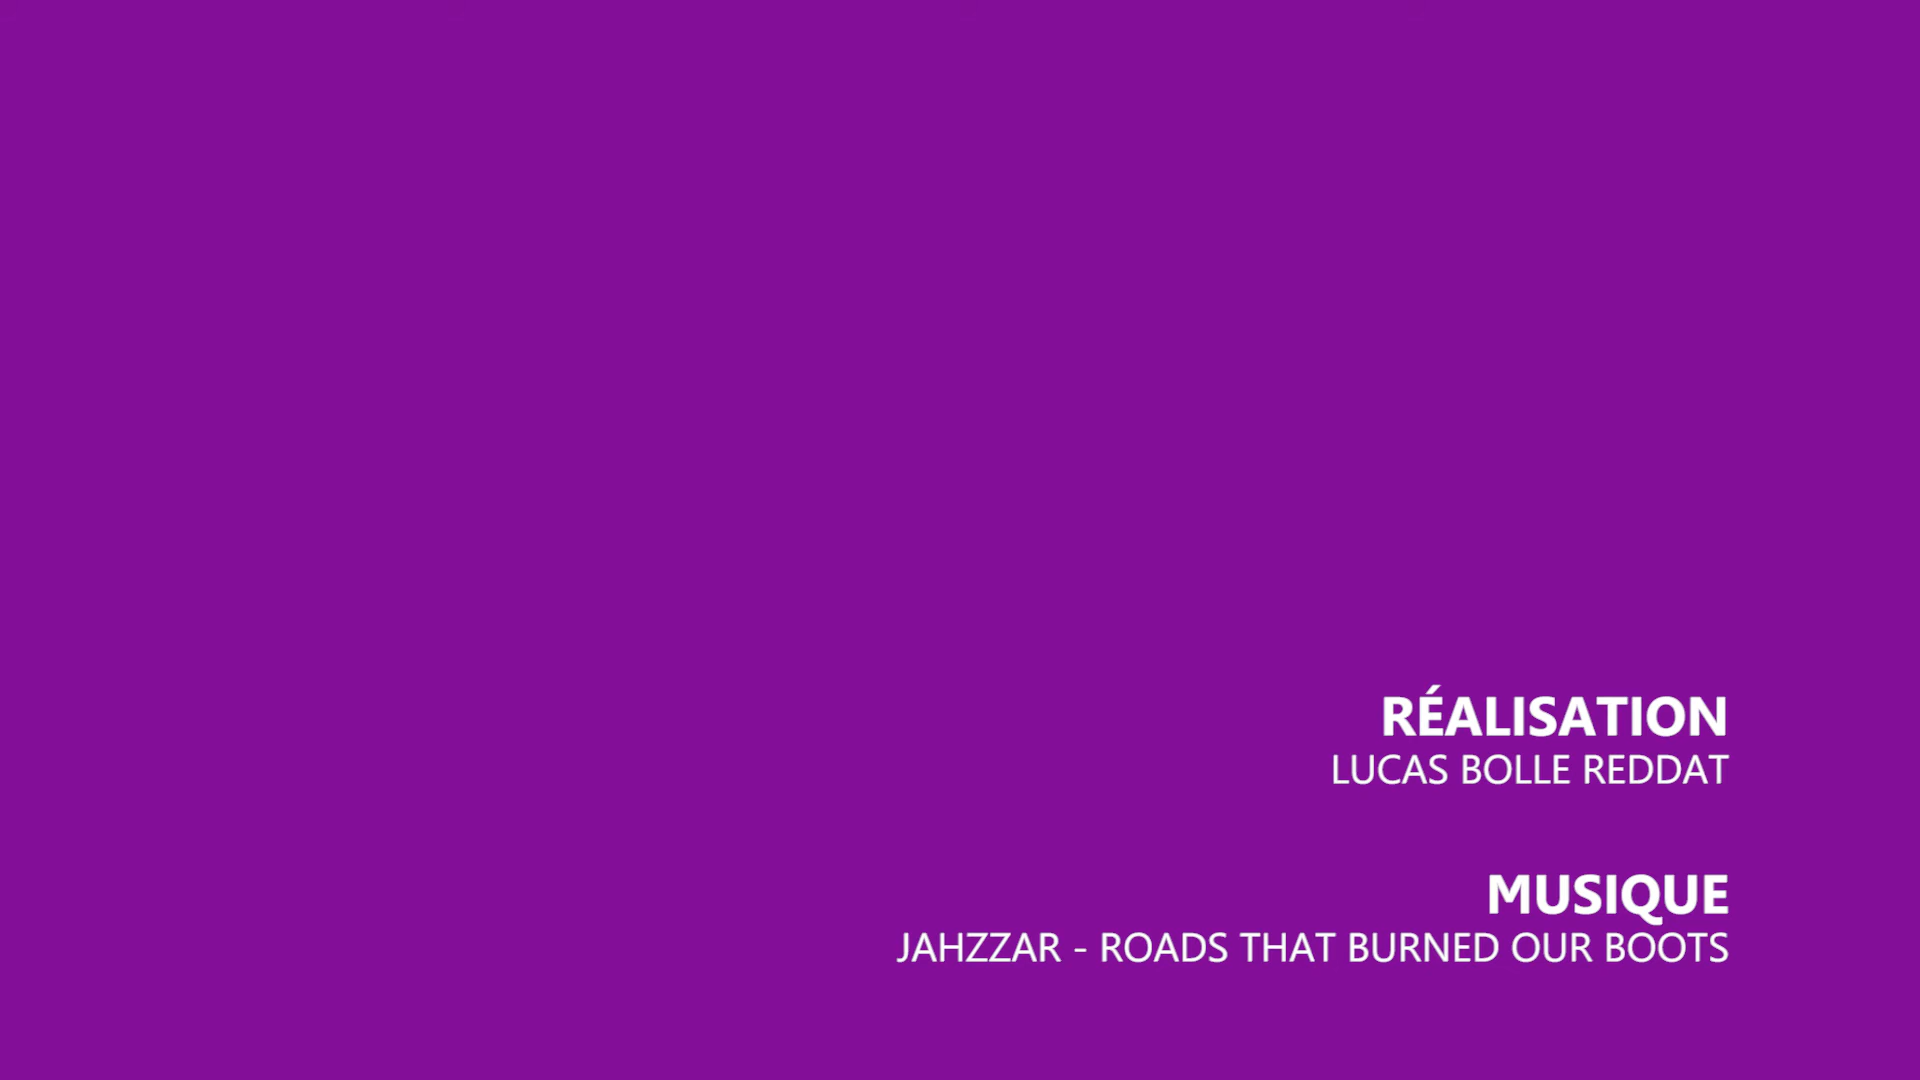 RÉALISATION
LUCAS BOLLE REDDAT
MUSIQUE
JAHZZAR - ROADS THAT BURNED OUR BOOTS